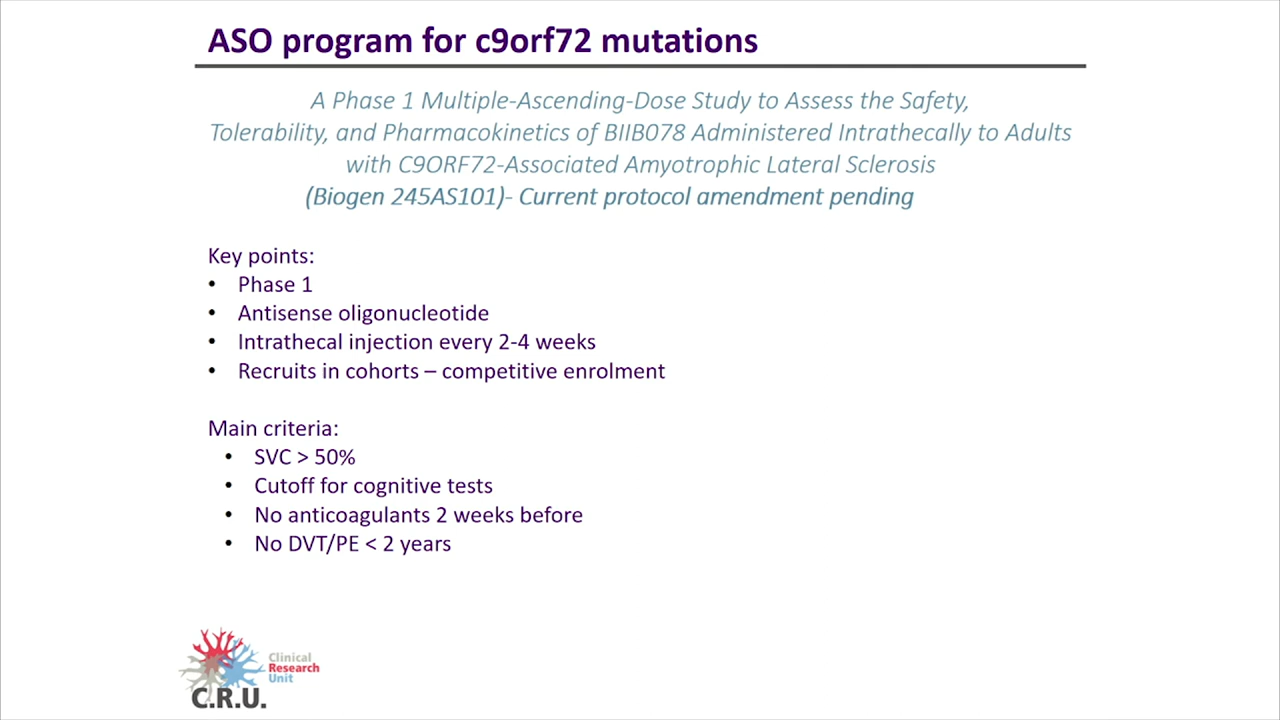 ASO program for c9orf72 mutations
A Phase 1 Multiple-Ascending-Dose Study to Assess the Safety,
Tolerability, and Pharmacokinetics of BIIB078 Administered Intrathecally to Adults
with C9ORF72-Associated Amyotrophic Lateral Sclerosis
(Biogen 245AS101)- Current protocol amendment pending
Key points:
• Phase 1
• Antisense oligonucleotide
• Intrathecal injection every 2-4 weeks
• Recruits in cohorts – competitive enrolment
Main criteria:
• SVC > 50%
• Cutoff for cognitive tests
• No anticoagulants 2 weeks before
• No DVT/PE < 2 years
Clinical
Research
Unit
C.R.U.